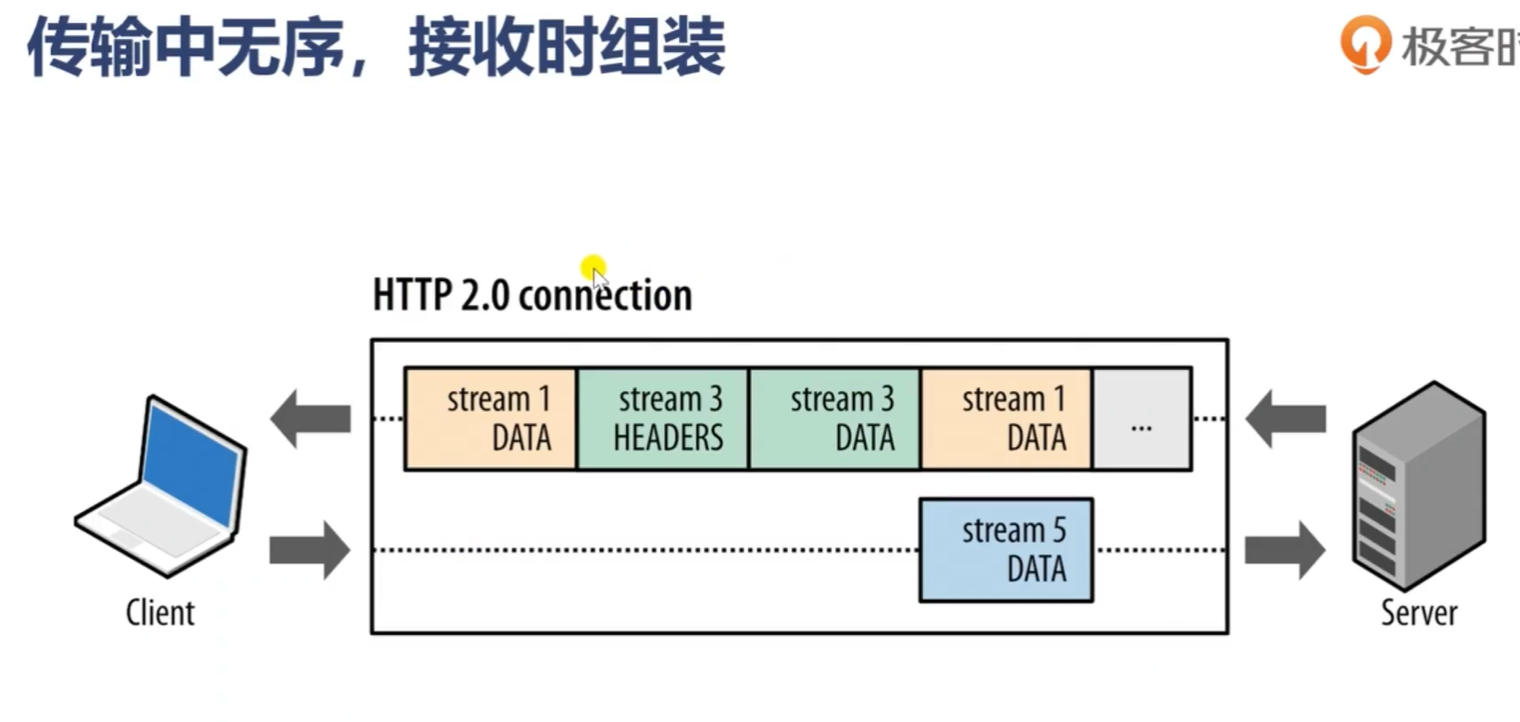 传输中无序，接收时组装
极客时
HTTP 2.0 connection
stream 1
DATA
stream 3
HEADERS
stream 3
DATA
stream 1
DATA
...
stream 5
DATA
Client
Server